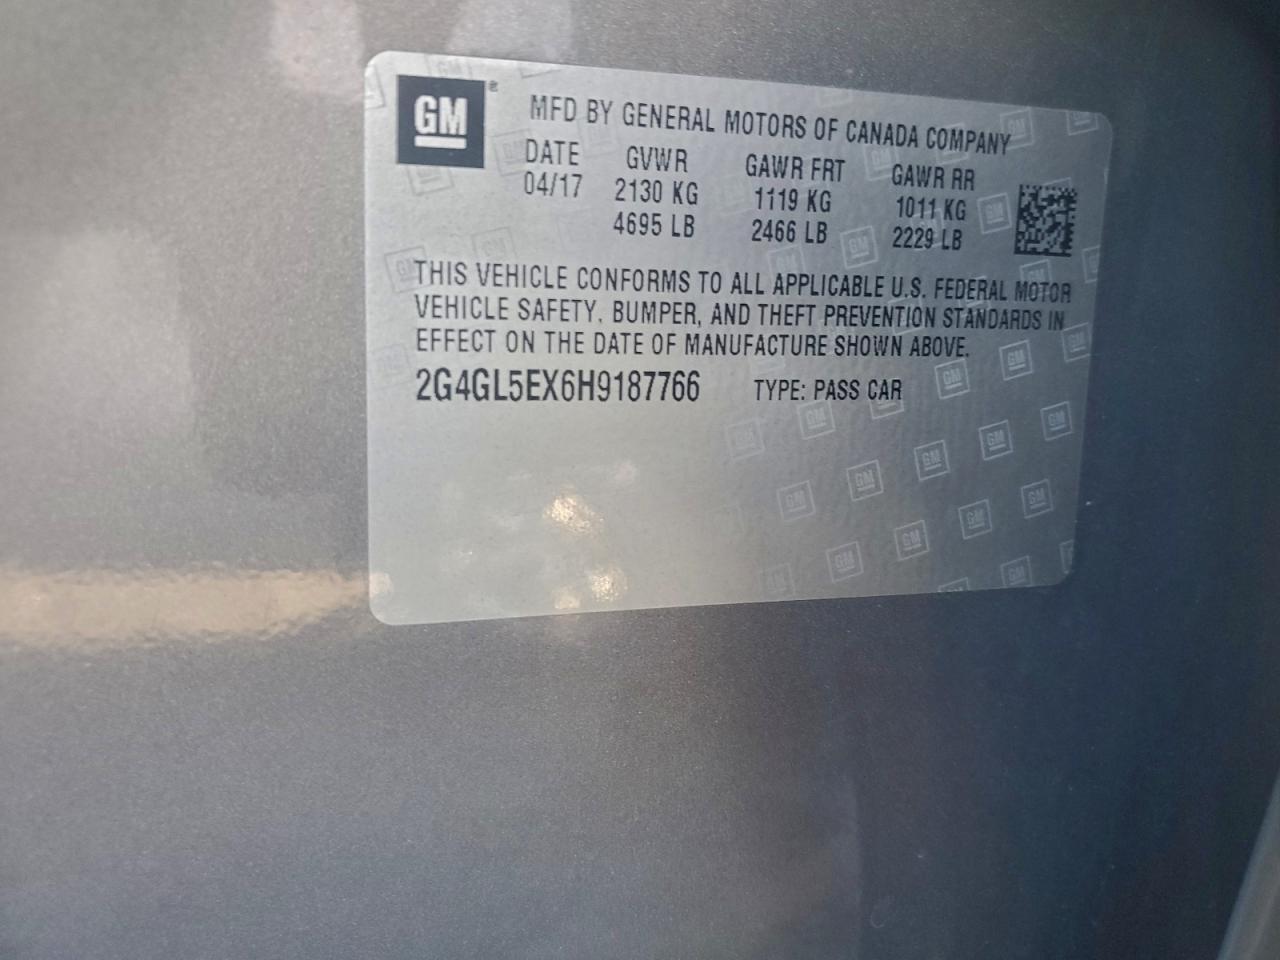 GM®
MFD BY GENERAL MOTORS OF CANADA COMPANY
DATE GVWR GAWR FRT GAWR RR
04/17 2130 KG 1119 KG 1011 KG
4695 LB 2466 LB 2229 LB
THIS VEHICLE CONFORMS TO ALL APPLICABLE U.S. FEDERAL MOTOR
VEHICLE SAFETY, BUMPER, AND THEFT PREVENTION STANDARDS IN
EFFECT ON THE DATE OF MANUFACTURE SHOWN ABOVE.
2G4GL5EX6H9187766 TYPE: PASS CAR